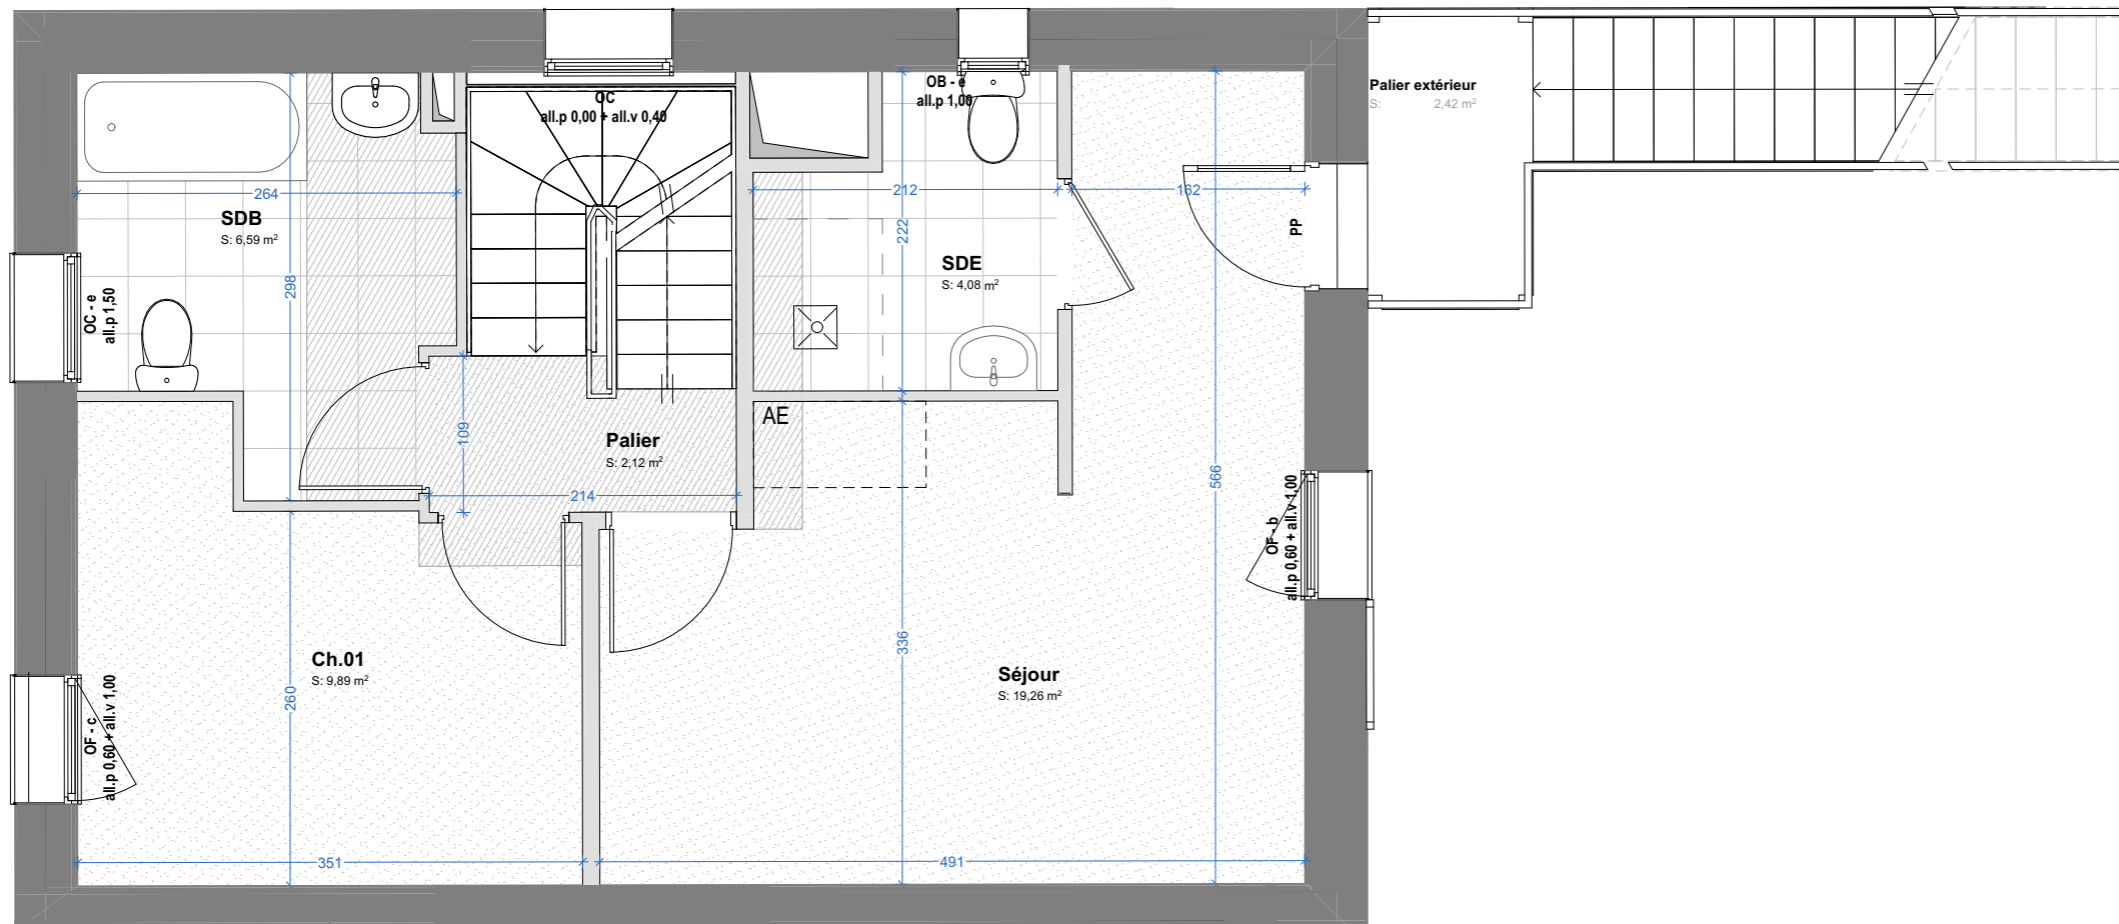 OC
all.p 0,00 + all.v 0,40
OB - e
all.p 1,00
Palier extérieur
S: 2,42 m²
264
212
162
SDB
S: 6,59 m²
222
PP
SDE
S: 4,08 m²
298
OC - e
all.p 1,50
AE
109
Palier
S: 2,12 m²
214
566
OF - b
all.p 0,60 + all.v 1,00
336
Ch.01
S: 9,89 m²
Séjour
S: 19,26 m²
260
OF - c
all.p 0,60 + all.v 1,00
351
491